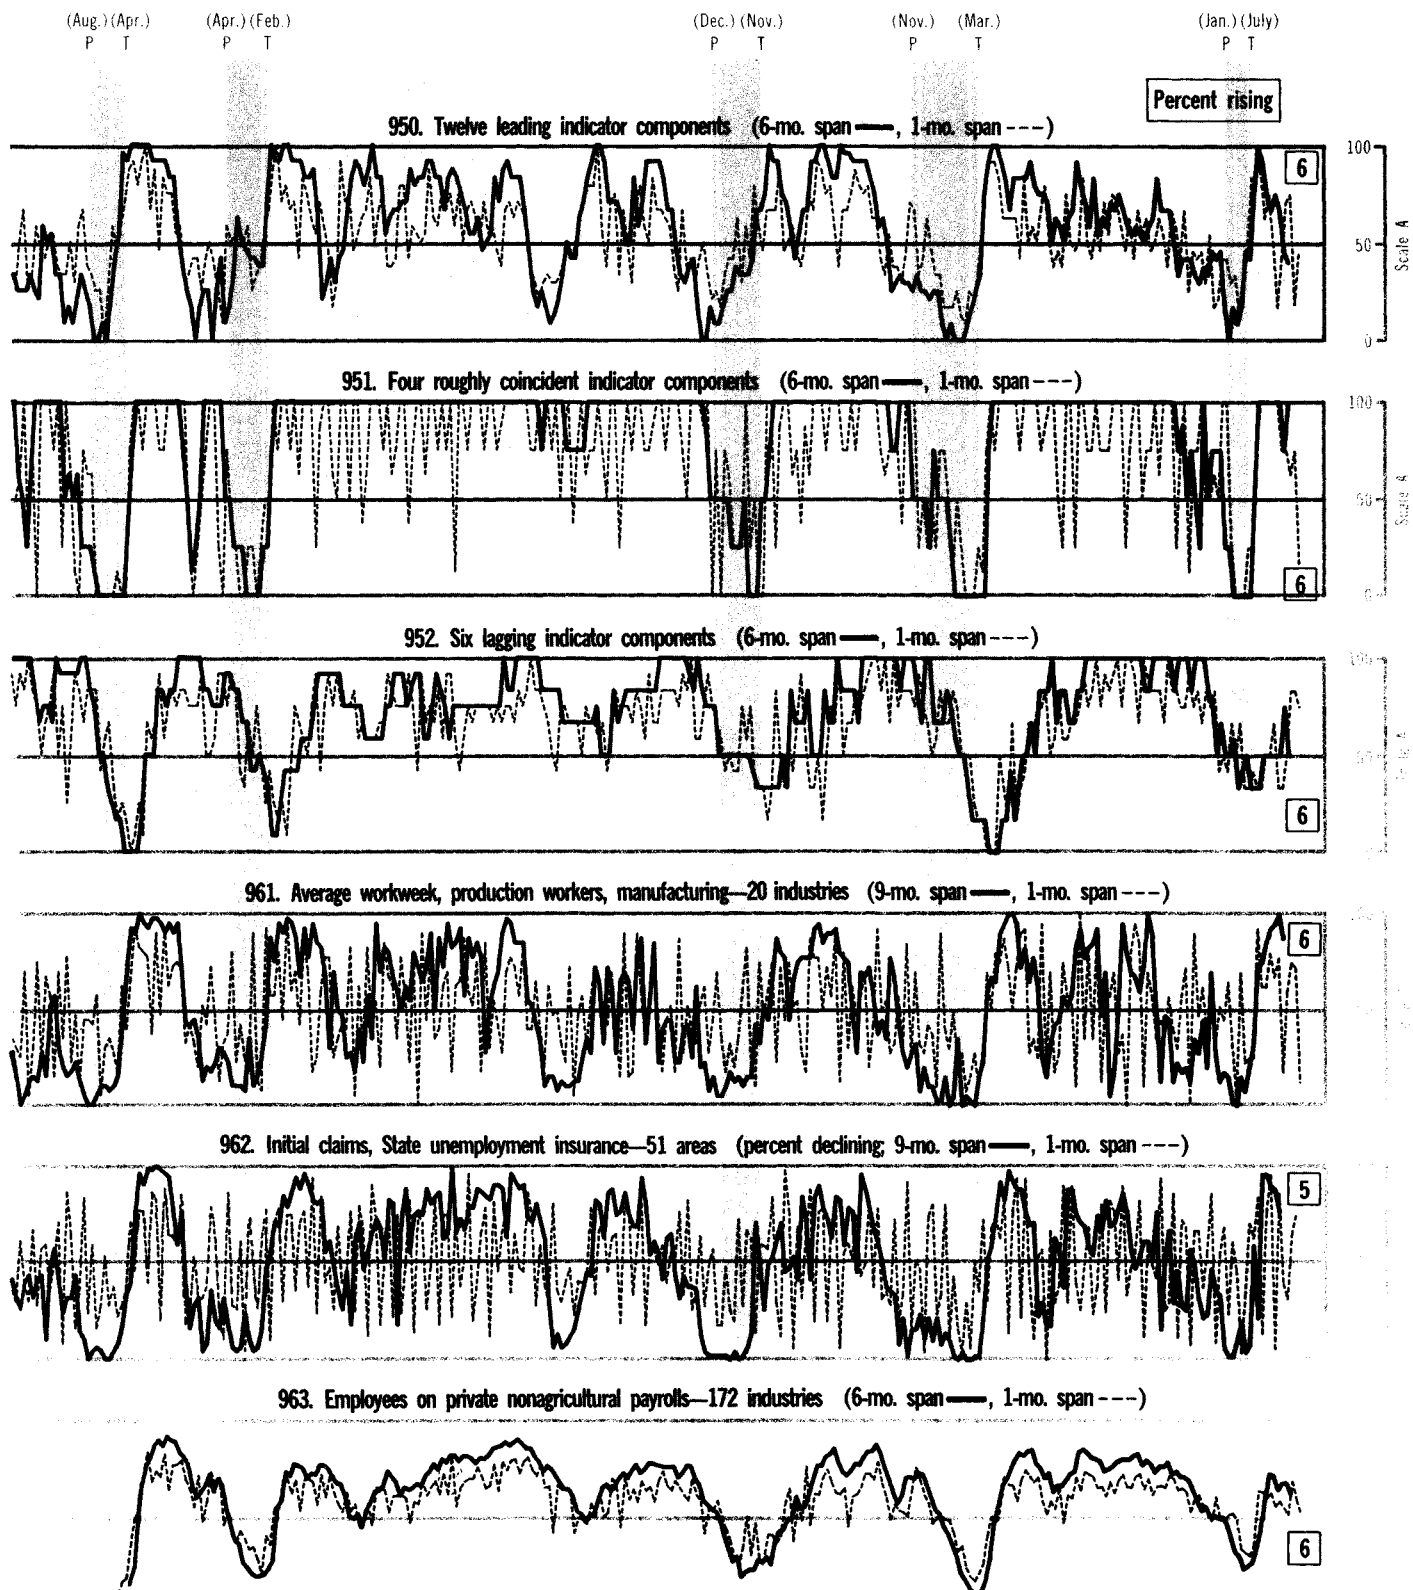 (Aug.) (Apr.) (Apr.) (Feb.) (Dec.) (Nov.) (Nov.) (Mar.) (Jan.) (July)
P T P T P T P T P T
Percent rising
950. Twelve leading indicator components (6-mo. span ——, 1-mo. span ----)
6
100
50
Scale A
0
951. Four roughly coincident indicator components (6-mo. span ——, 1-mo. span ----)
100
50
Scale A
0
6
952. Six lagging indicator components (6-mo. span ——, 1-mo. span ----)
100
6
961. Average workweek, production workers, manufacturing—20 industries (9-mo. span ——, 1-mo. span ----)
6
962. Initial claims, State unemployment insurance—51 areas (percent declining; 9-mo. span ——, 1-mo. span ----)
5
963. Employees on private nonagricultural payrolls—172 industries (6-mo. span ——, 1-mo. span ----)
6